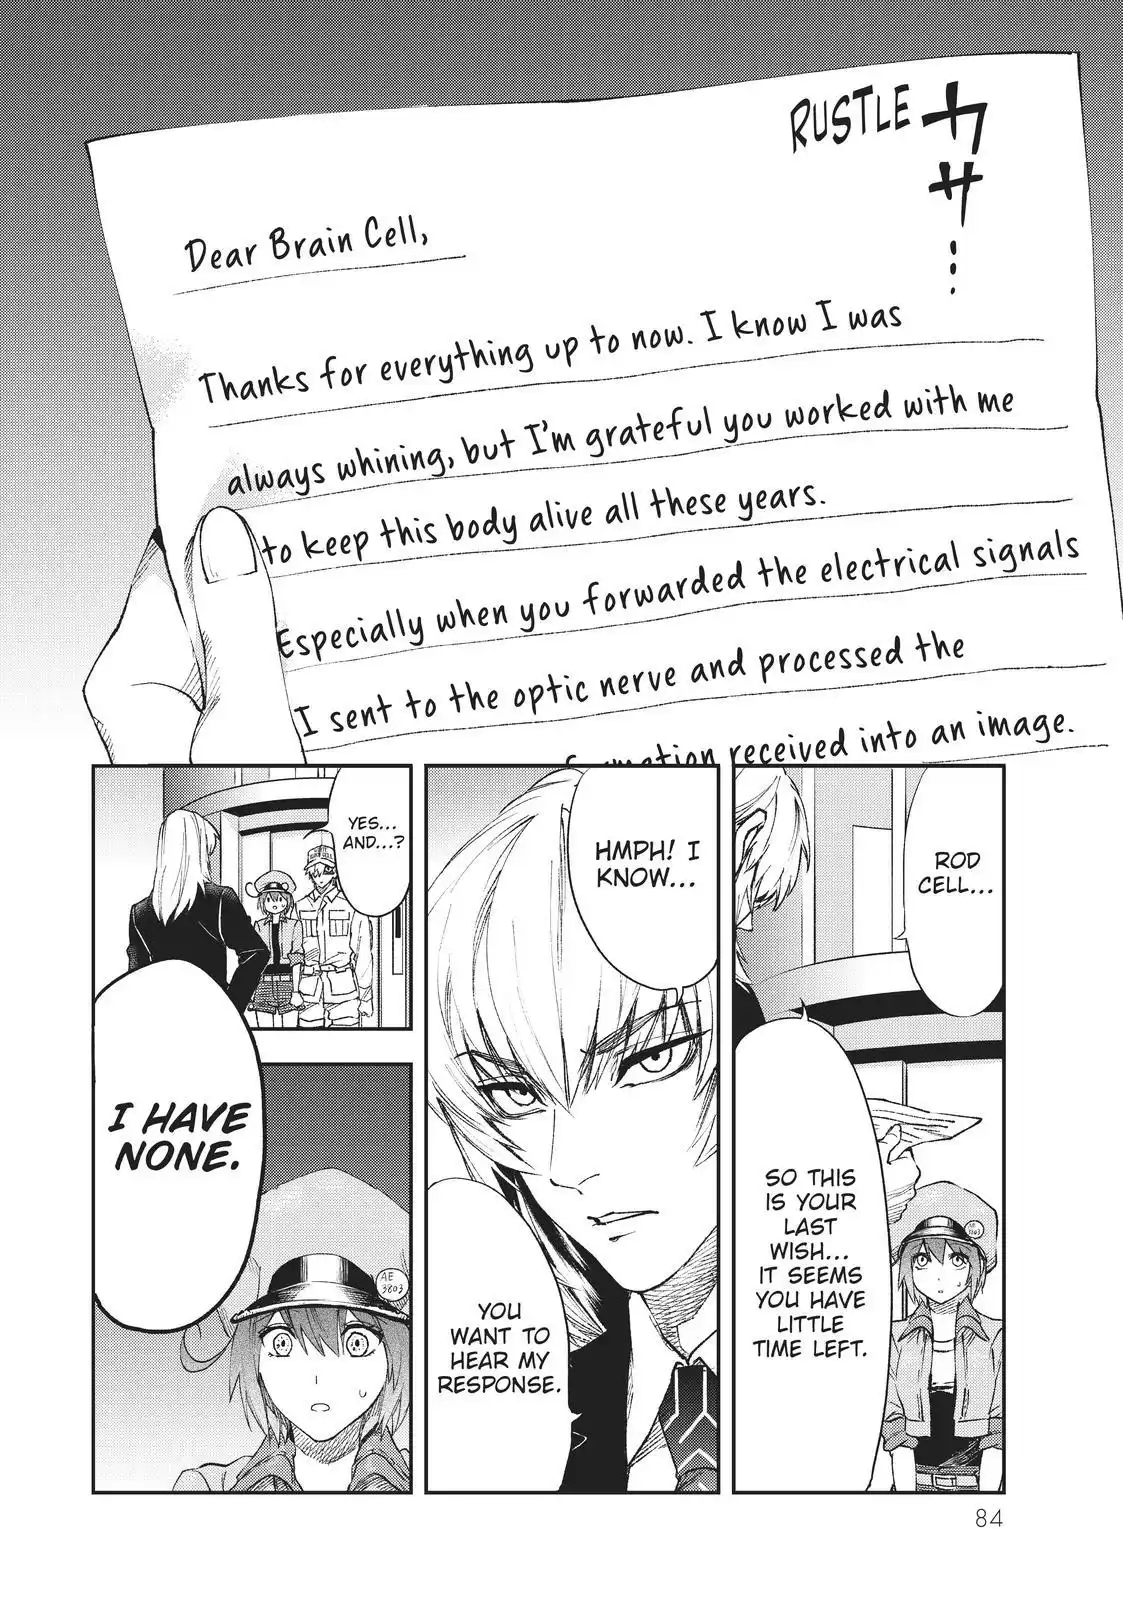 RUSTLE
カサ…
Dear Brain Cell,
Thanks for everything up to now. I know I was
always whining, but I'm grateful you worked with me
to keep this body alive all these years.
Especially when you forwarded the electrical signals
I sent to the optic nerve and processed the
received into an image.
ROD
CELL...
SO THIS
IS YOUR
LAST
WISH...
IT SEEMS
YOU HAVE
LITTLE
TIME LEFT.
AE
3803
HMPH! I
KNOW...
YOU
WANT TO
HEAR MY
RESPONSE.
YES...
AND...?
I HAVE
NONE.
AE
3803
84